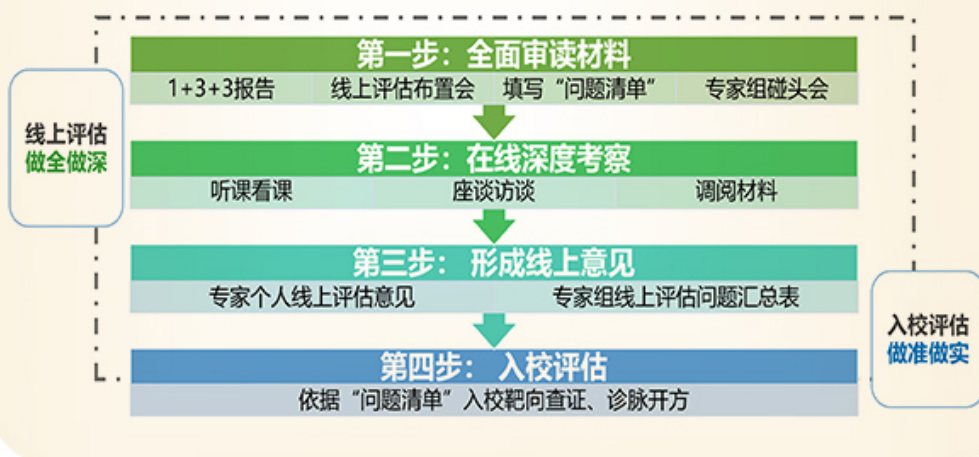 第一步：全面审读材料
1+3+3报告 线上评估布置会 填写“问题清单” 专家组碰头会
线上评估
做全做深
第二步：在线深度考察
听课看课 座谈访谈 调阅材料
第三步： 形成线上意见
专家个人线上评估意见 专家组线上评估问题汇总表
入校评估
做准做实
第四步： 入校评估
依据“问题清单”入校靶向查证、诊脉开方